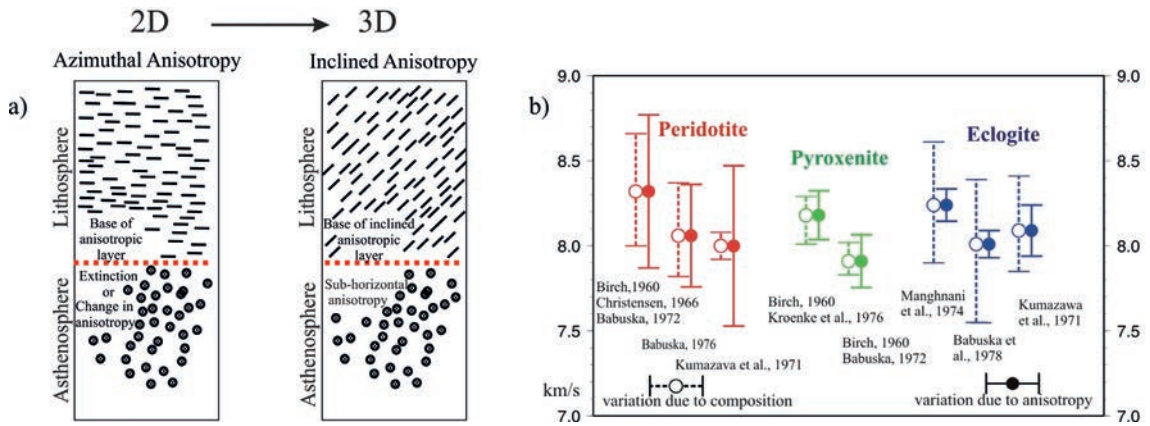 2D
3D
Azimuthal Anisotropy
Inclined Anisotropy
a)
Lithosphere
Base of
anisotropic
layer
Extinction
or
Change in
anisotropy
Asthenosphere
Lithosphere
Base of inclined
anisotropic
layer
Sub-horizontal
anisotropy
Asthenosphere
b)
9.0
8.5
8.0
7.5
km/s
7.0
Peridotite
Pyroxenite
Eclogite
Birch,1960
Christensen, 1966
Babuska, 1972
Babuska, 1976
Kumazava et al., 1971
Birch, 1960
Kroenke et al., 1976
Birch, 1960
Babuska, 1972
Manghnani
et al., 1974
Babuska et
al., 1978
Kumazawa
et al., 1971
variation due to composition
variation due to anisotropy
9.0
8.5
8.0
7.5
7.0